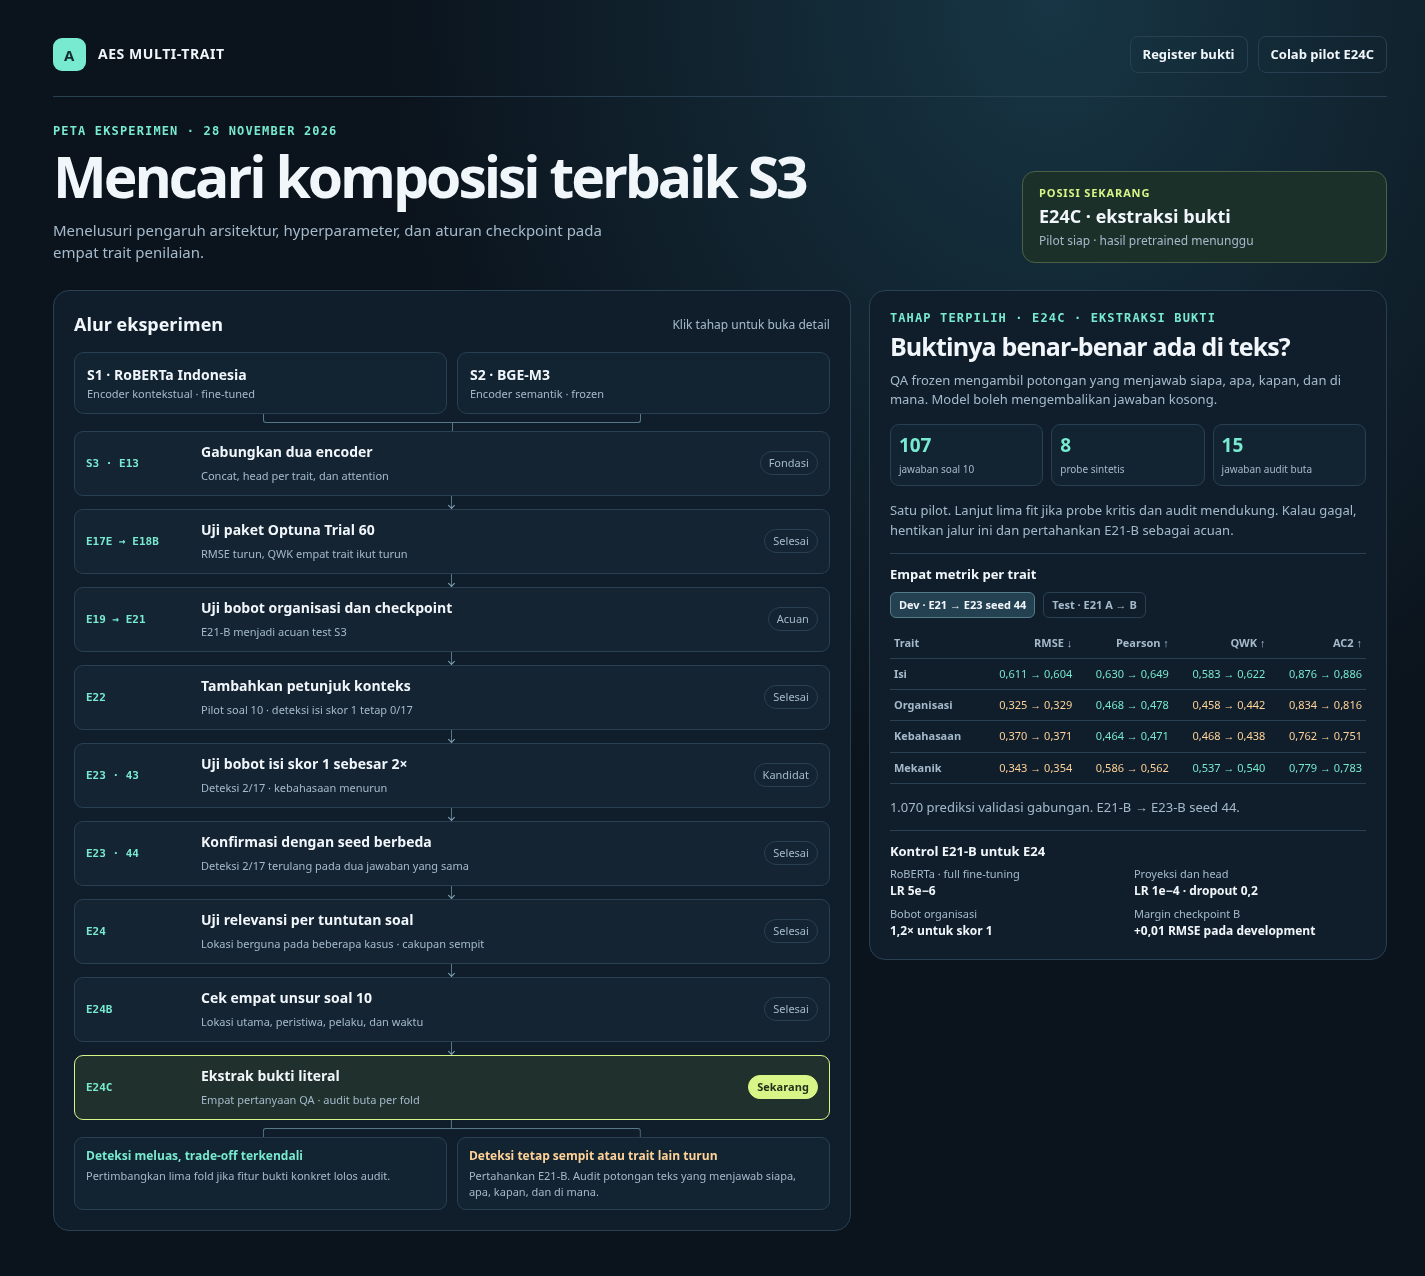 A
AES MULTI-TRAIT
Register bukti
Colab pilot E24C
PETA EKSPERIMEN · 28 NOVEMBER 2026
Mencari komposisi terbaik S3
Menelusuri pengaruh arsitektur, hyperparameter, dan aturan checkpoint pada
empat trait penilaian.
POSISI SEKARANG
E24C · ekstraksi bukti
Pilot siap · hasil pretrained menunggu
Alur eksperimen
Klik tahap untuk buka detail
S1 · RoBERTa Indonesia
Encoder kontekstual · fine-tuned
S2 · BGE-M3
Encoder semantik · frozen
S3 · E13
Gabungkan dua encoder
Concat, head per trait, dan attention
Fondasi
E17E → E18B
Uji paket Optuna Trial 60
RMSE turun, QWK empat trait ikut turun
Selesai
E19 → E21
Uji bobot organisasi dan checkpoint
E21-B menjadi acuan test S3
Acuan
E22
Tambahkan petunjuk konteks
Pilot soal 10 · deteksi isi skor 1 tetap 0/17
Selesai
E23 · 43
Uji bobot isi skor 1 sebesar 2×
Deteksi 2/17 · kebahasaan menurun
Kandidat
E23 · 44
Konfirmasi dengan seed berbeda
Deteksi 2/17 terulang pada dua jawaban yang sama
Selesai
E24
Uji relevansi per tuntutan soal
Lokasi berguna pada beberapa kasus · cakupan sempit
Selesai
E24B
Cek empat unsur soal 10
Lokasi utama, peristiwa, pelaku, dan waktu
Selesai
E24C
Ekstrak bukti literal
Empat pertanyaan QA · audit buta per fold
Sekarang
Deteksi meluas, trade-off terkendali
Pertimbangkan lima fold jika fitur bukti konkret lolos audit.
Deteksi tetap sempit atau trait lain turun
Pertahankan E21-B. Audit potongan teks yang menjawab siapa,
apa, kapan, dan di mana.
TAHAP TERPILIH · E24C · EKSTRAKSI BUKTI
Buktinya benar-benar ada di teks?
QA frozen mengambil potongan yang menjawab siapa, apa, kapan, dan di
mana. Model boleh mengembalikan jawaban kosong.
107
jawaban soal 10
8
probe sintetis
15
jawaban audit buta
Satu pilot. Lanjut lima fit jika probe kritis dan audit mendukung. Kalau gagal,
hentikan jalur ini dan pertahankan E21-B sebagai acuan.
Empat metrik per trait
Dev · E21 → E23 seed 44
Test · E21 A → B
Trait RMSE ↓ Pearson ↑ QWK ↑ AC2 ↑
Isi 0,611 → 0,604 0,630 → 0,649 0,583 → 0,622 0,876 → 0,886
Organisasi 0,325 → 0,329 0,468 → 0,478 0,458 → 0,442 0,834 → 0,816
Kebahasaan 0,370 → 0,371 0,464 → 0,471 0,468 → 0,438 0,762 → 0,751
Mekanik 0,343 → 0,354 0,586 → 0,562 0,537 → 0,540 0,779 → 0,783
1.070 prediksi validasi gabungan. E21-B → E23-B seed 44.
Kontrol E21-B untuk E24
RoBERTa · full fine-tuning
LR 5e−6
Proyeksi dan head
LR 1e−4 · dropout 0,2
Bobot organisasi
1,2× untuk skor 1
Margin checkpoint B
+0,01 RMSE pada development